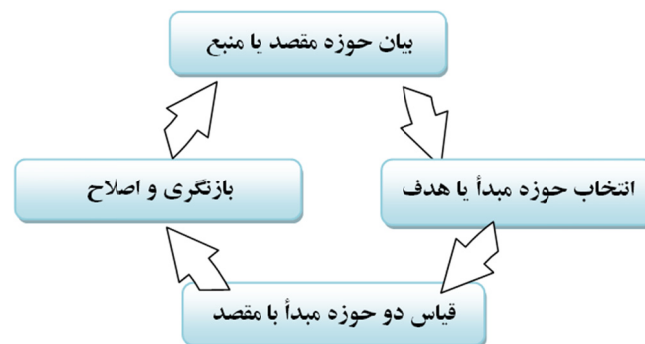 بیان حوزه مقصد یا منبع
انتخاب حوزه مبدأ یا هدف
قیاس دو حوزه مبدأ با مقصد
بازنگری و اصلاح